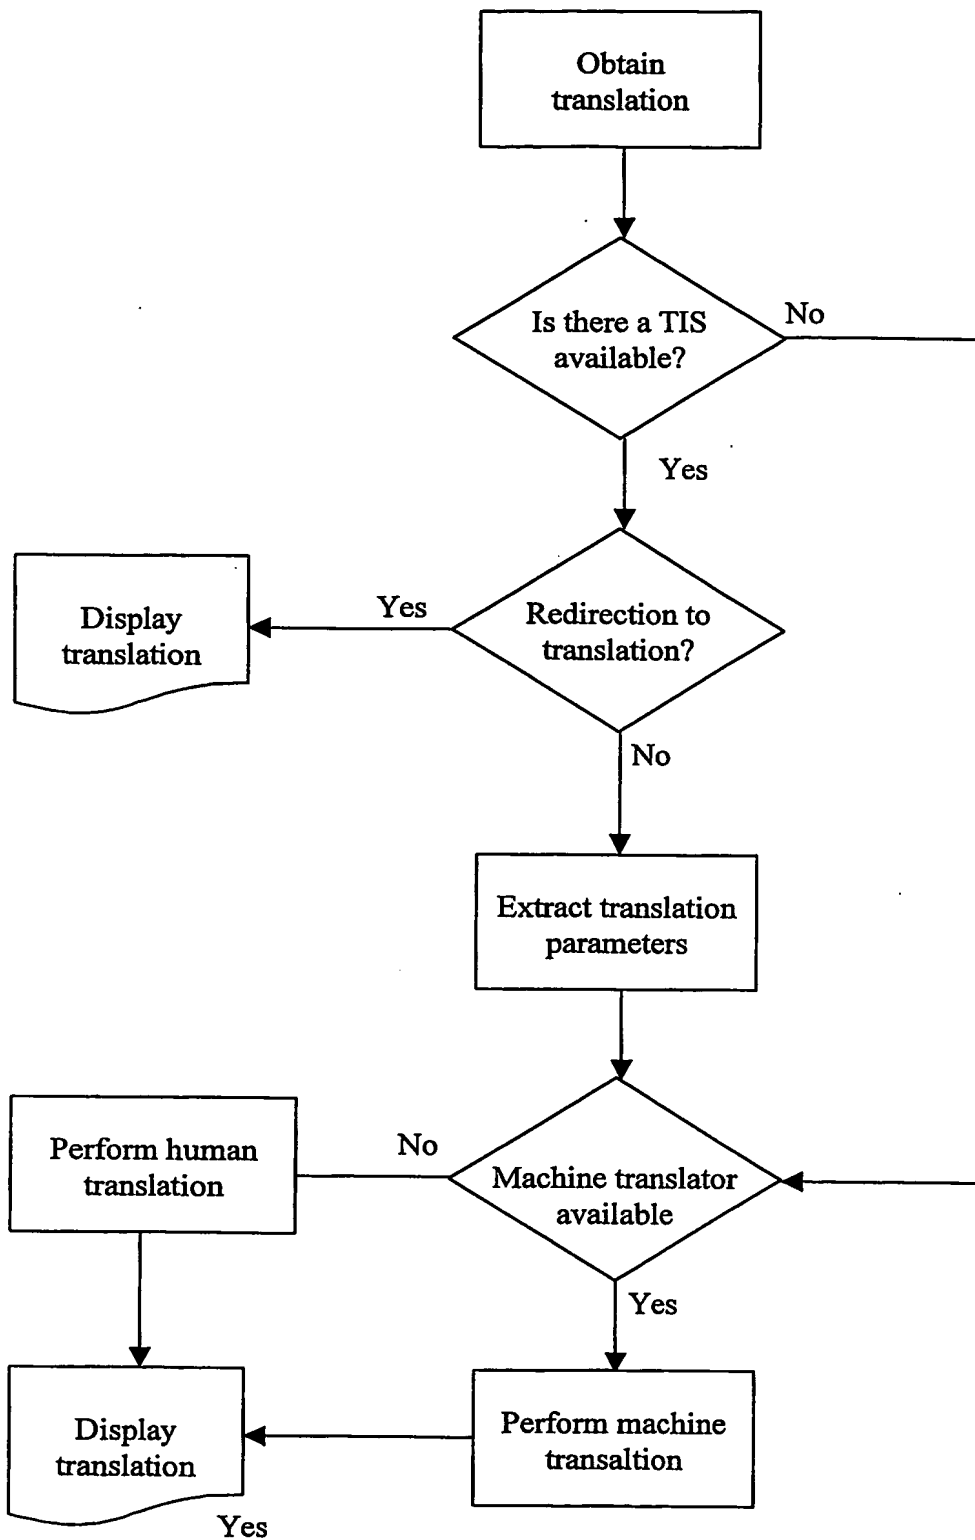 Obtain
translation
Is there a TIS
available?
No
Yes
Display
translation
Yes
Redirection to
translation?
No
Extract translation
parameters
Perform human
translation
No
Machine translator
available
Yes
Display
translation
Perform machine
transaltion
Yes